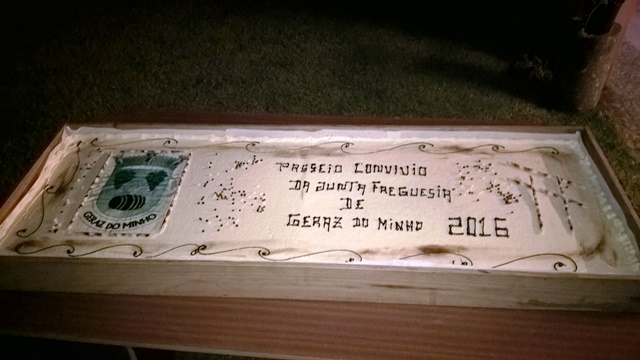 PASSEIO CONVIVIO
DA JUNTA FREGUESIA
DE
GERAZ DO MINHO 2016
GERAZ DO MINHO